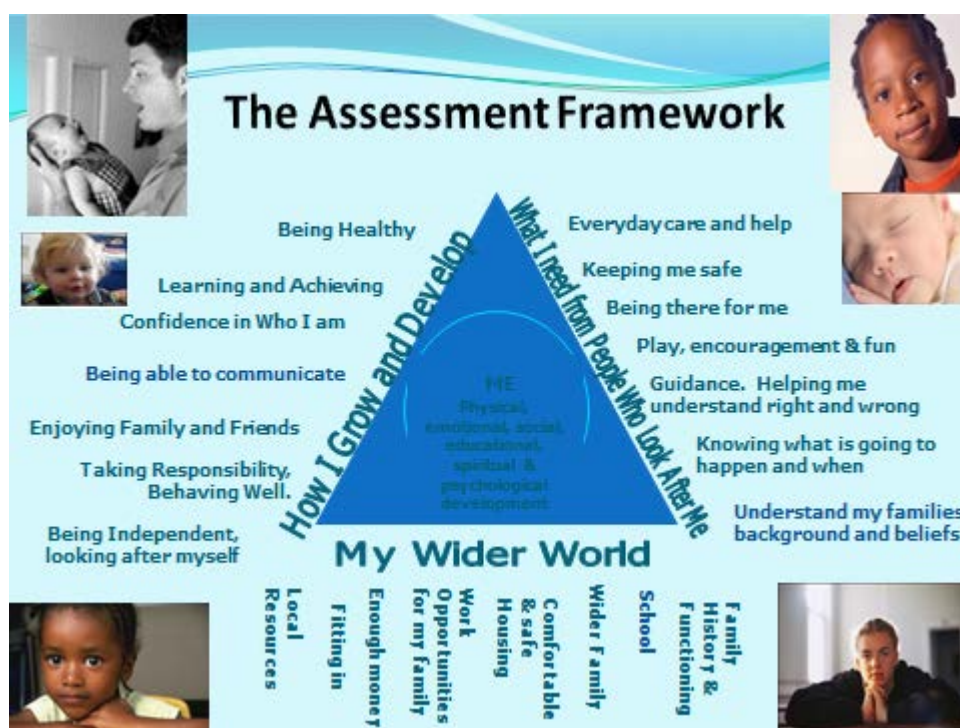 The Assessment Framework
Being Healthy
Learning and Achieving
Confidence in Who I am
Being able to communicate
Enjoying Family and Friends
Taking Responsibility,
Behaving Well.
Being Independent,
looking after myself
How I Grow and Develop
What I need from People Who Look After Me
Everyday care and help
Keeping me safe
Being there for me
Play, encouragement & fun
Guidance.  Helping me
understand right and wrong
Knowing what is going to
happen and when
Understand my families
background and beliefs
ME
Physical,
emotional, social,
educational,
spiritual &
psychological
development
My Wider World
Local
Resources
Fitting in
Enough money
Work
Opportunities
for my family
Comfortable
& safe
Housing
Wider Family
School
Family
History &
Functioning